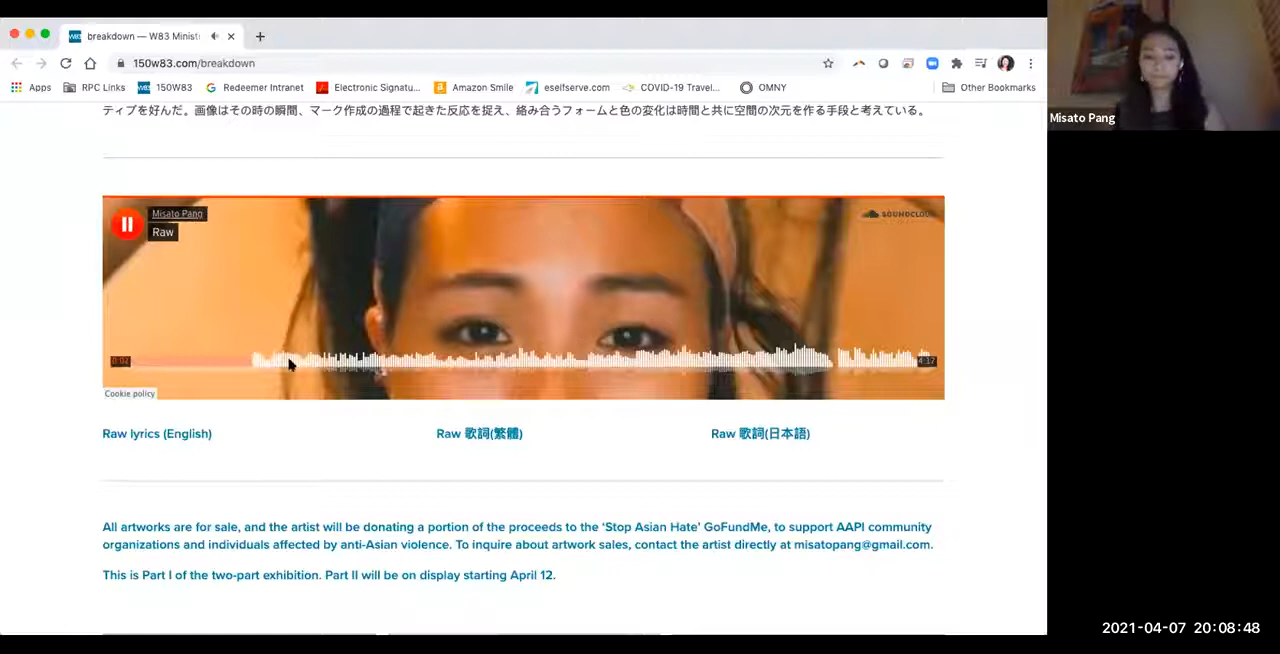 breakdown — W83 Minist
150w83.com/breakdown
Apps
RPC Links
150W83
Redeemer Intranet
Electronic Signatu...
Amazon Smile
eselfserve.com
COVID-19 Travel...
OMNY
Other Bookmarks
Misato Pang
ティブを好んだ。画像はその時の瞬間、マーク作成の過程で起きた反応を捉え、絡み合うフォームと色の変化は時間と共に空間の次元を作る手段と考えている。
Misato Pang
Raw
SOUNDCLOUD
0:02
4:17
Cookie policy
Raw lyrics (English)
Raw 歌詞(繁體)
Raw 歌詞(日本語)
All artworks are for sale, and the artist will be donating a portion of the proceeds to the ‘Stop Asian Hate’ GoFundMe, to support AAPI community
organizations and individuals affected by anti-Asian violence. To inquire about artwork sales, contact the artist directly at misatopang@gmail.com.
This is Part I of the two-part exhibition. Part II will be on display starting April 12.
2021-04-07 20:08:48